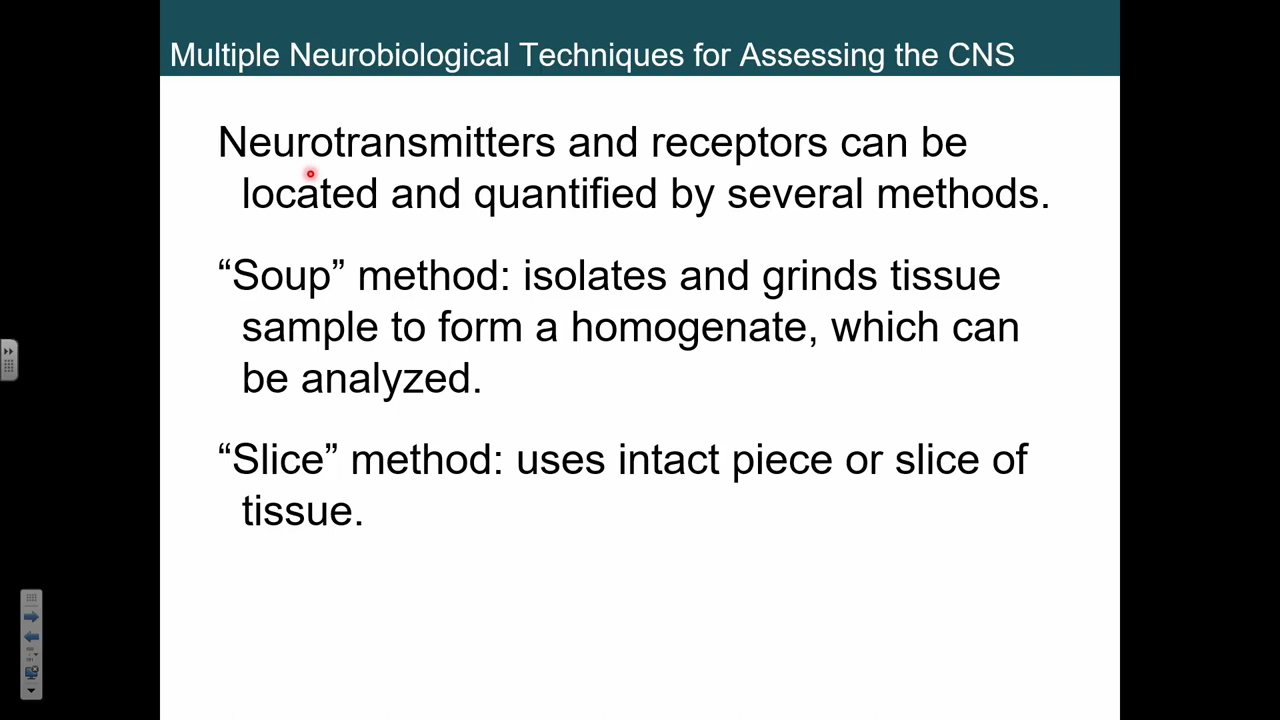 Multiple Neurobiological Techniques for Assessing the CNS
Neurotransmitters and receptors can be
located and quantified by several methods.
“Soup” method: isolates and grinds tissue
sample to form a homogenate, which can
be analyzed.
“Slice” method: uses intact piece or slice of
tissue.